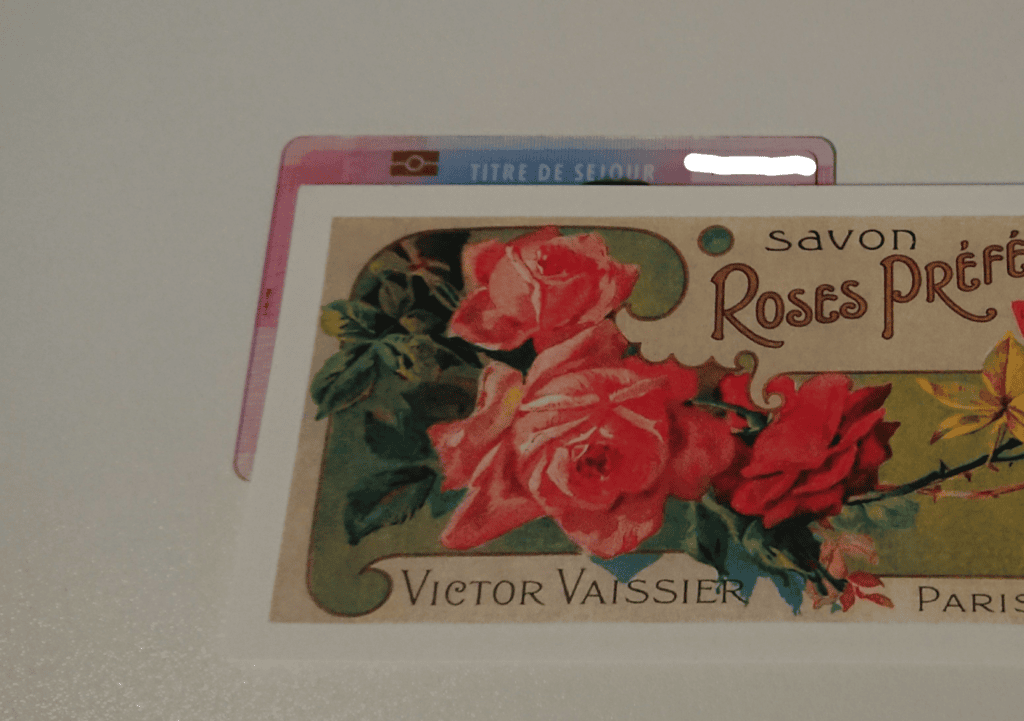 TITRE DE SEJOUR
SAVON
ROSES PRÉFÉ
VICTOR VAISSIER
PARIS